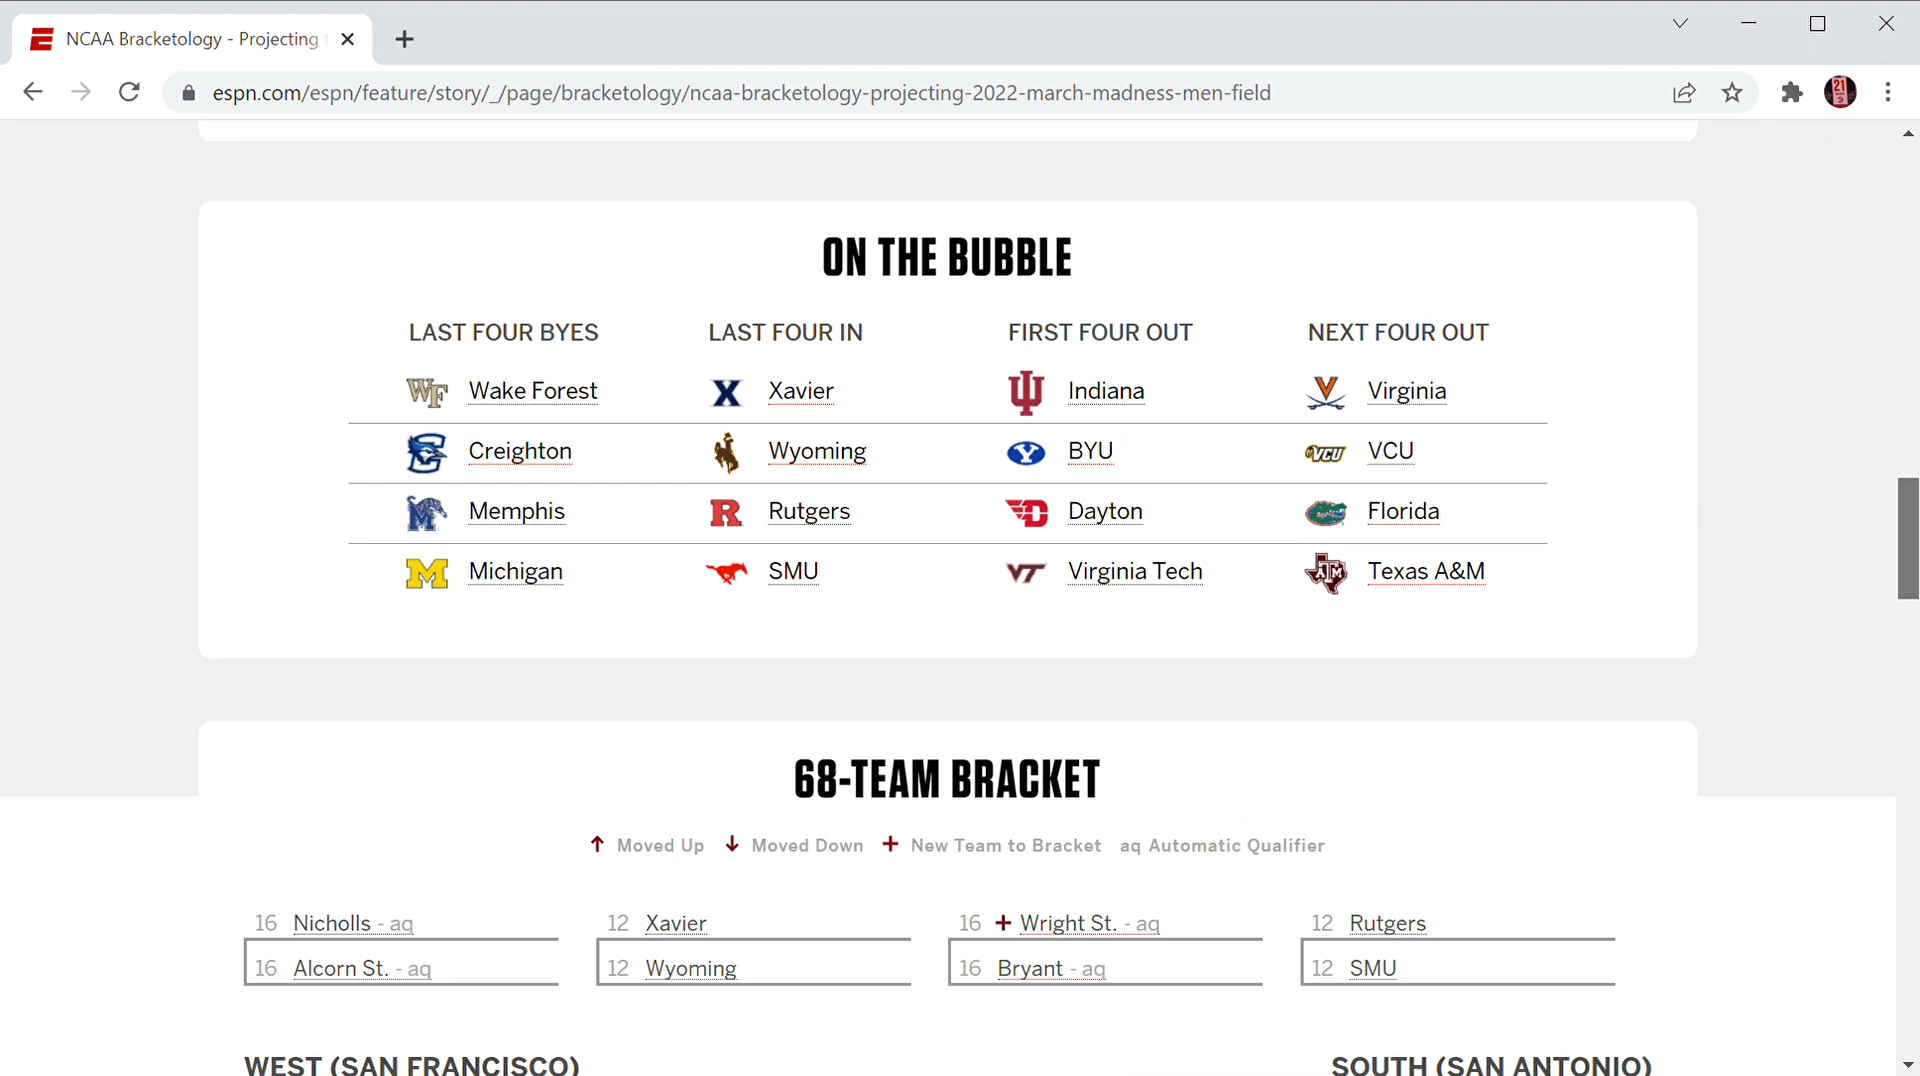 NCAA Bracketology - Projecting
espn.com/espn/feature/story/_/page/bracketology/ncaa-bracketology-projecting-2022-march-madness-men-field
ON THE BUBBLE
LAST FOUR BYES LAST FOUR IN FIRST FOUR OUT NEXT FOUR OUT
Wake Forest Xavier Indiana Virginia
Creighton Wyoming BYU VCU
Memphis Rutgers Dayton Florida
Michigan SMU Virginia Tech Texas A&M
68-TEAM BRACKET
Moved Up Moved Down New Team to Bracket aq Automatic Qualifier
16 Nicholls - aq 12 Xavier 16 + Wright St. - aq 12 Rutgers
16 Alcorn St. - aq 12 Wyoming 16 Bryant - aq 12 SMU
WEST (SAN FRANCISCO) SOUTH (SAN ANTONIO)